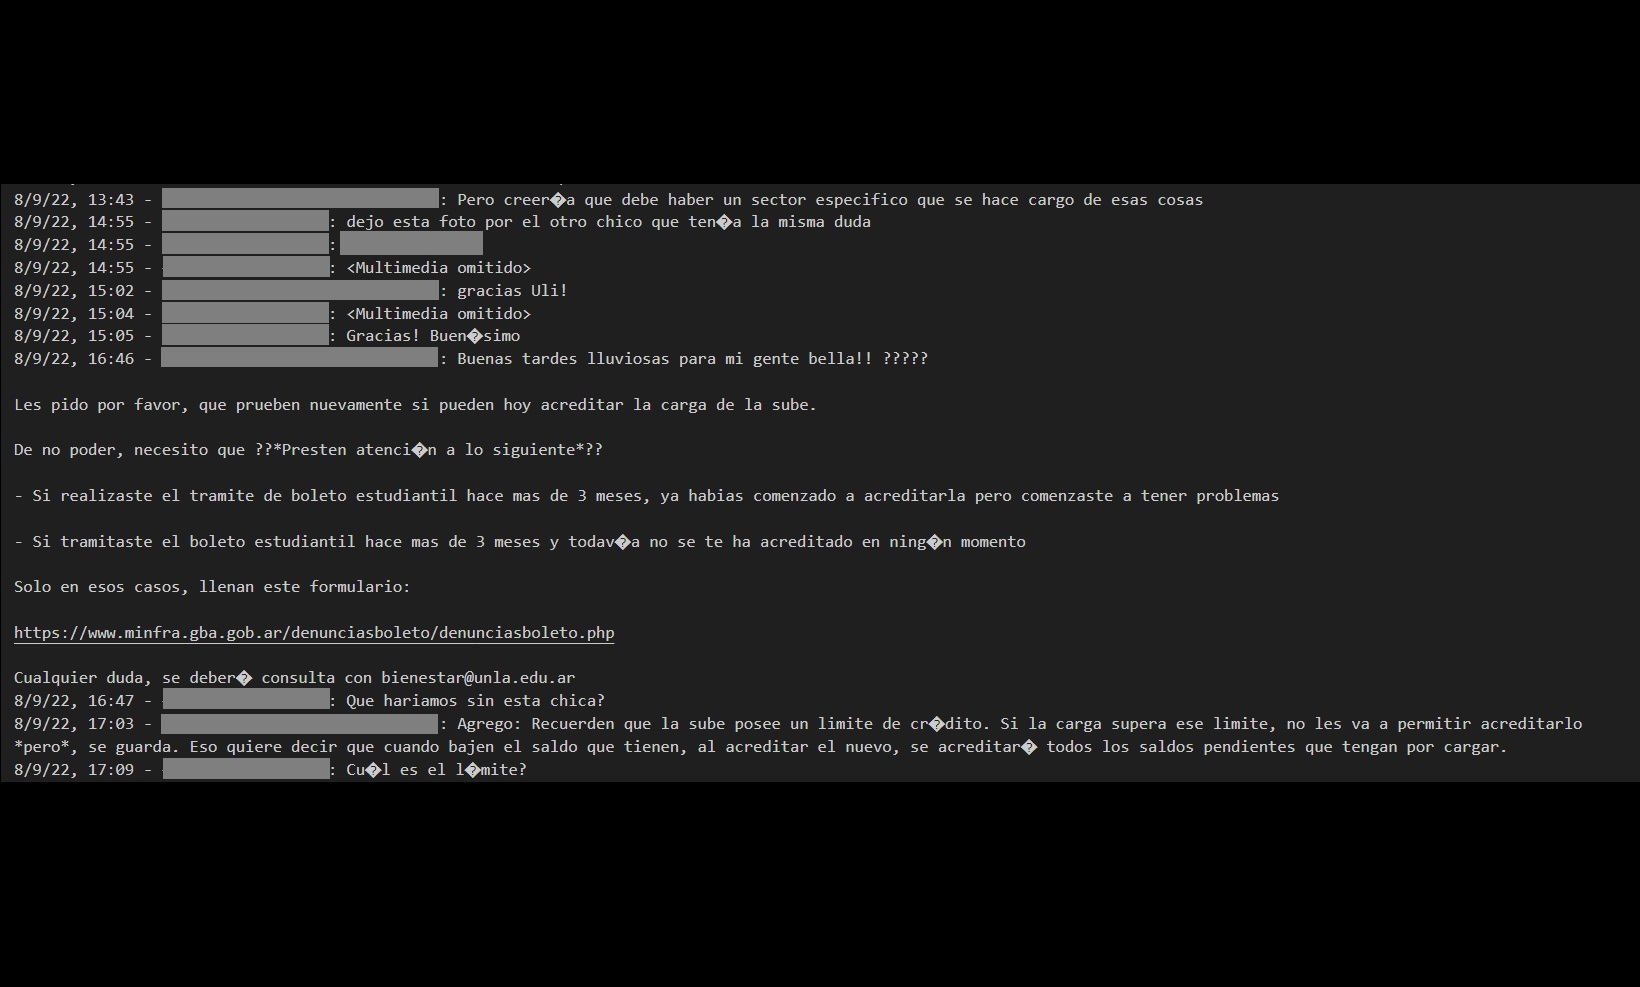 8/9/22, 13:43 - : Pero creer�a que debe haber un sector especifico que se hace cargo de esas cosas
8/9/22, 14:55 - : dejo esta foto por el otro chico que ten�a la misma duda
8/9/22, 14:55 - :
8/9/22, 14:55 - : <Multimedia omitido>
8/9/22, 15:02 - : gracias Uli!
8/9/22, 15:04 - : <Multimedia omitido>
8/9/22, 15:05 - : Gracias! Buen�simo
8/9/22, 16:46 - : Buenas tardes lluviosas para mi gente bella!! ?????
Les pido por favor, que prueben nuevamente si pueden hoy acreditar la carga de la sube.
De no poder, necesito que ??*Presten atenci�n a lo siguiente*??
- Si realizaste el tramite de boleto estudiantil hace mas de 3 meses, ya habias comenzado a acreditarla pero comenzaste a tener problemas
- Si tramitaste el boleto estudiantil hace mas de 3 meses y todav�a no se te ha acreditado en ning�n momento
Solo en esos casos, llenan este formulario:
https://www.minfra.gba.gob.ar/denunciasboleto/denunciasboleto.php
Cualquier duda, se deber� consulta con bienestar@unla.edu.ar
8/9/22, 16:47 - : Que hariamos sin esta chica?
8/9/22, 17:03 - : Agrego: Recuerden que la sube posee un limite de cr�dito. Si la carga supera ese limite, no les va a permitir acreditarlo
*pero*, se guarda. Eso quiere decir que cuando bajen el saldo que tienen, al acreditar el nuevo, se acreditar� todos los saldos pendientes que tengan por cargar.
8/9/22, 17:09 - : Cu�l es el l�mite?